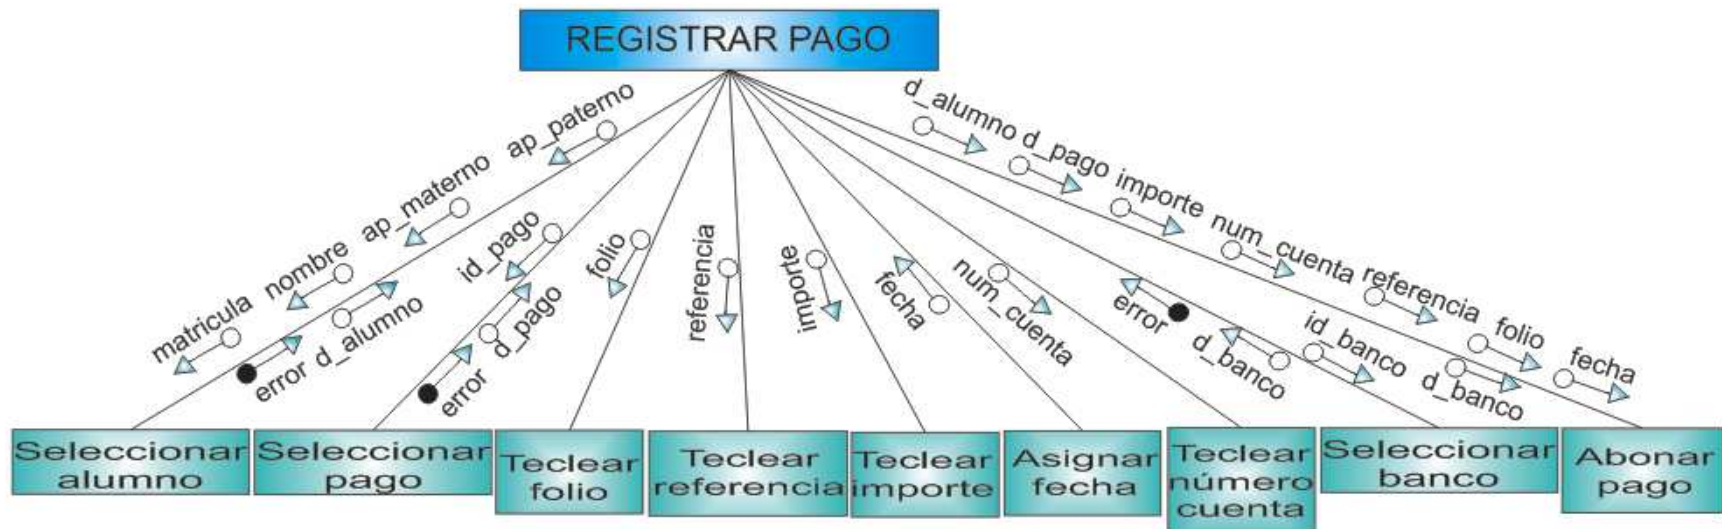 REGISTRAR PAGO
ap_paterno
ap_materno
nombre
matricula
error
d_alumno
id_pago
error
d_pago
folio
referencia
importe
fecha
num_cuenta
error
d_banco
id_banco
d_alumno
d_pago
importe
num_cuenta
referencia
folio
fecha
d_banco
Seleccionar
alumno
Seleccionar
pago
Teclear
folio
Teclear
referencia
Teclear
importe
Asignar
fecha
Teclear
número
cuenta
Seleccionar
banco
Abonar
pago